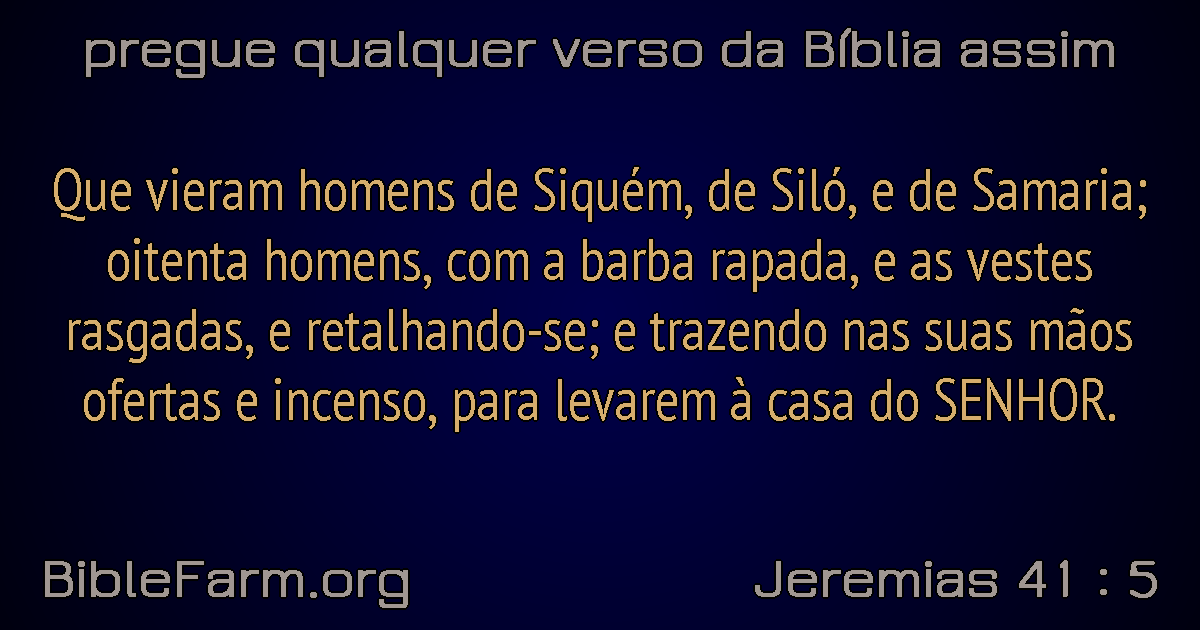 pregue qualquer verso da Bíblia assim
Que vieram homens de Siquém, de Siló, e de Samaria;
oitenta homens, com a barba rapada, e as vestes
rasgadas, e retalhando-se; e trazendo nas suas mãos
ofertas e incenso, para levarem à casa do SENHOR.
BibleFarm.org
Jeremias 41 : 5